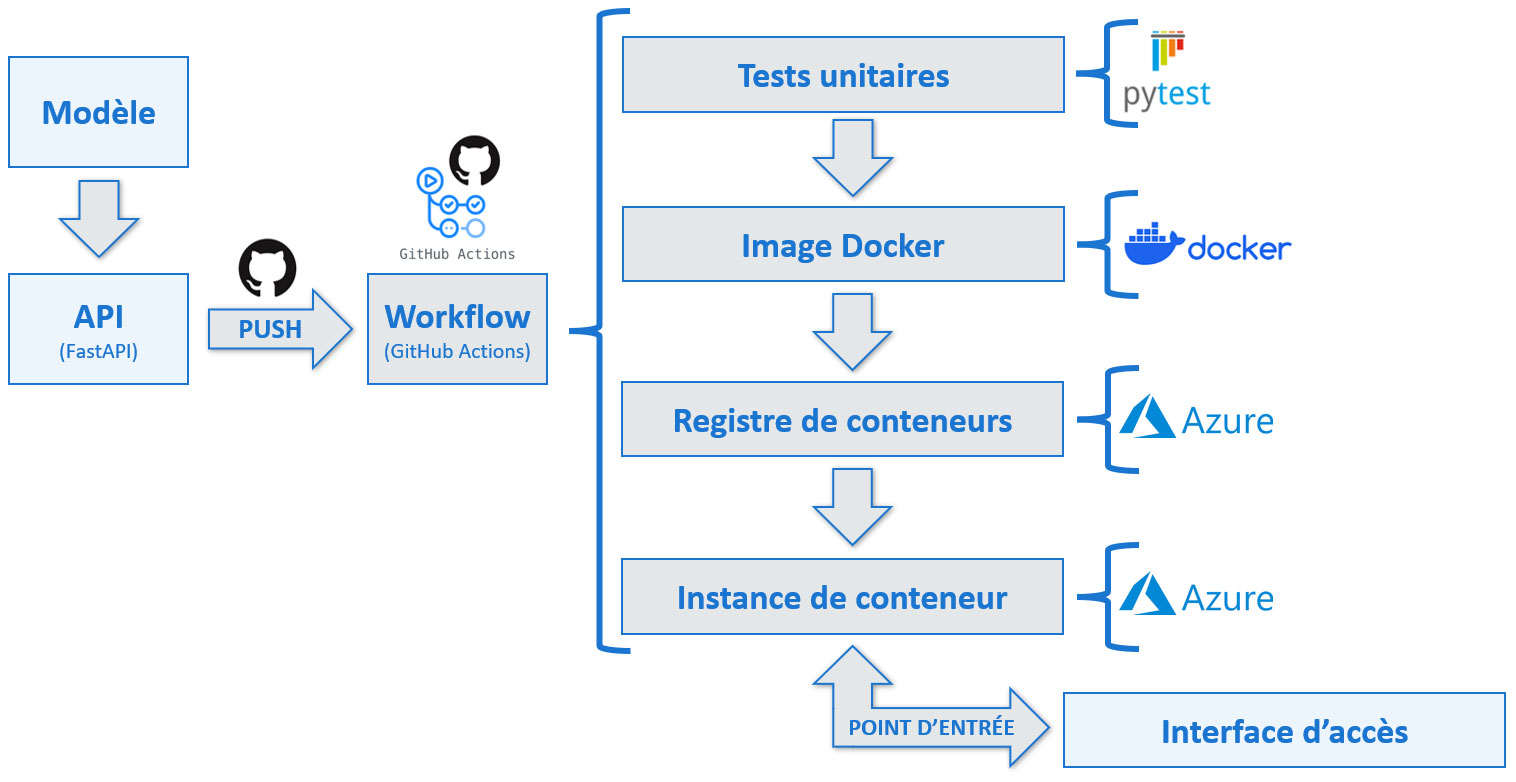 Modèle
API
(FastAPI)
PUSH
GitHub Actions
Workflow
(GitHub Actions)
Tests unitaires
pytest
Image Docker
docker
Registre de conteneurs
Azure
Instance de conteneur
Azure
POINT D’ENTRÉE
Interface d’accès